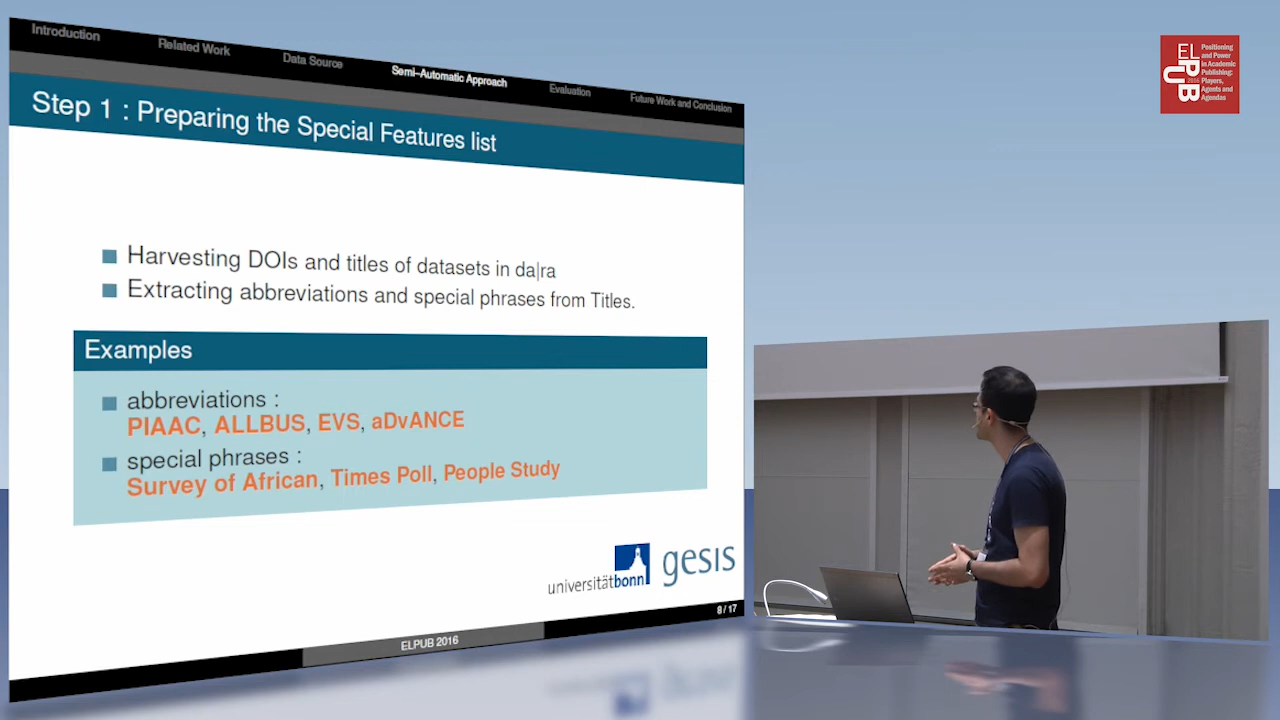 Introduction
Related Work
Data Source
Semi–Automatic Approach
Evaluation
Future Work and Conclusion
Step 1 : Preparing the Special Features list
Harvesting DOIs and titles of datasets in da|ra
Extracting abbreviations and special phrases from Titles.
Examples
abbreviations :
PIAAC, ALLBUS, EVS, aDvANCE
special phrases :
Survey of African, Times Poll, People Study
universitätbonn
gesis
8 / 17
ELPUB 2016
ELPUB
2016
Positioning
and Power
in Academic
Publishing:
Players,
Agents and
Agendas